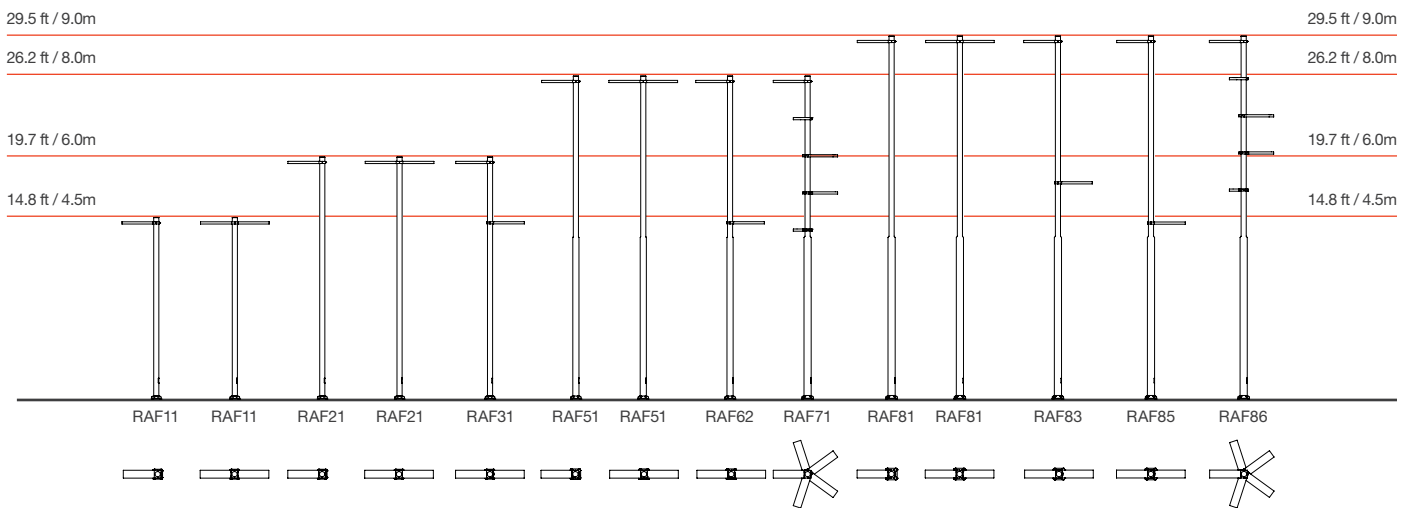 29.5 ft / 9.0m
29.5 ft / 9.0m
26.2 ft / 8.0m
26.2 ft / 8.0m
19.7 ft / 6.0m
19.7 ft / 6.0m
14.8 ft / 4.5m
14.8 ft / 4.5m
RAF11 RAF11 RAF21 RAF21 RAF31 RAF51 RAF51 RAF62 RAF71 RAF81 RAF81 RAF83 RAF85 RAF86